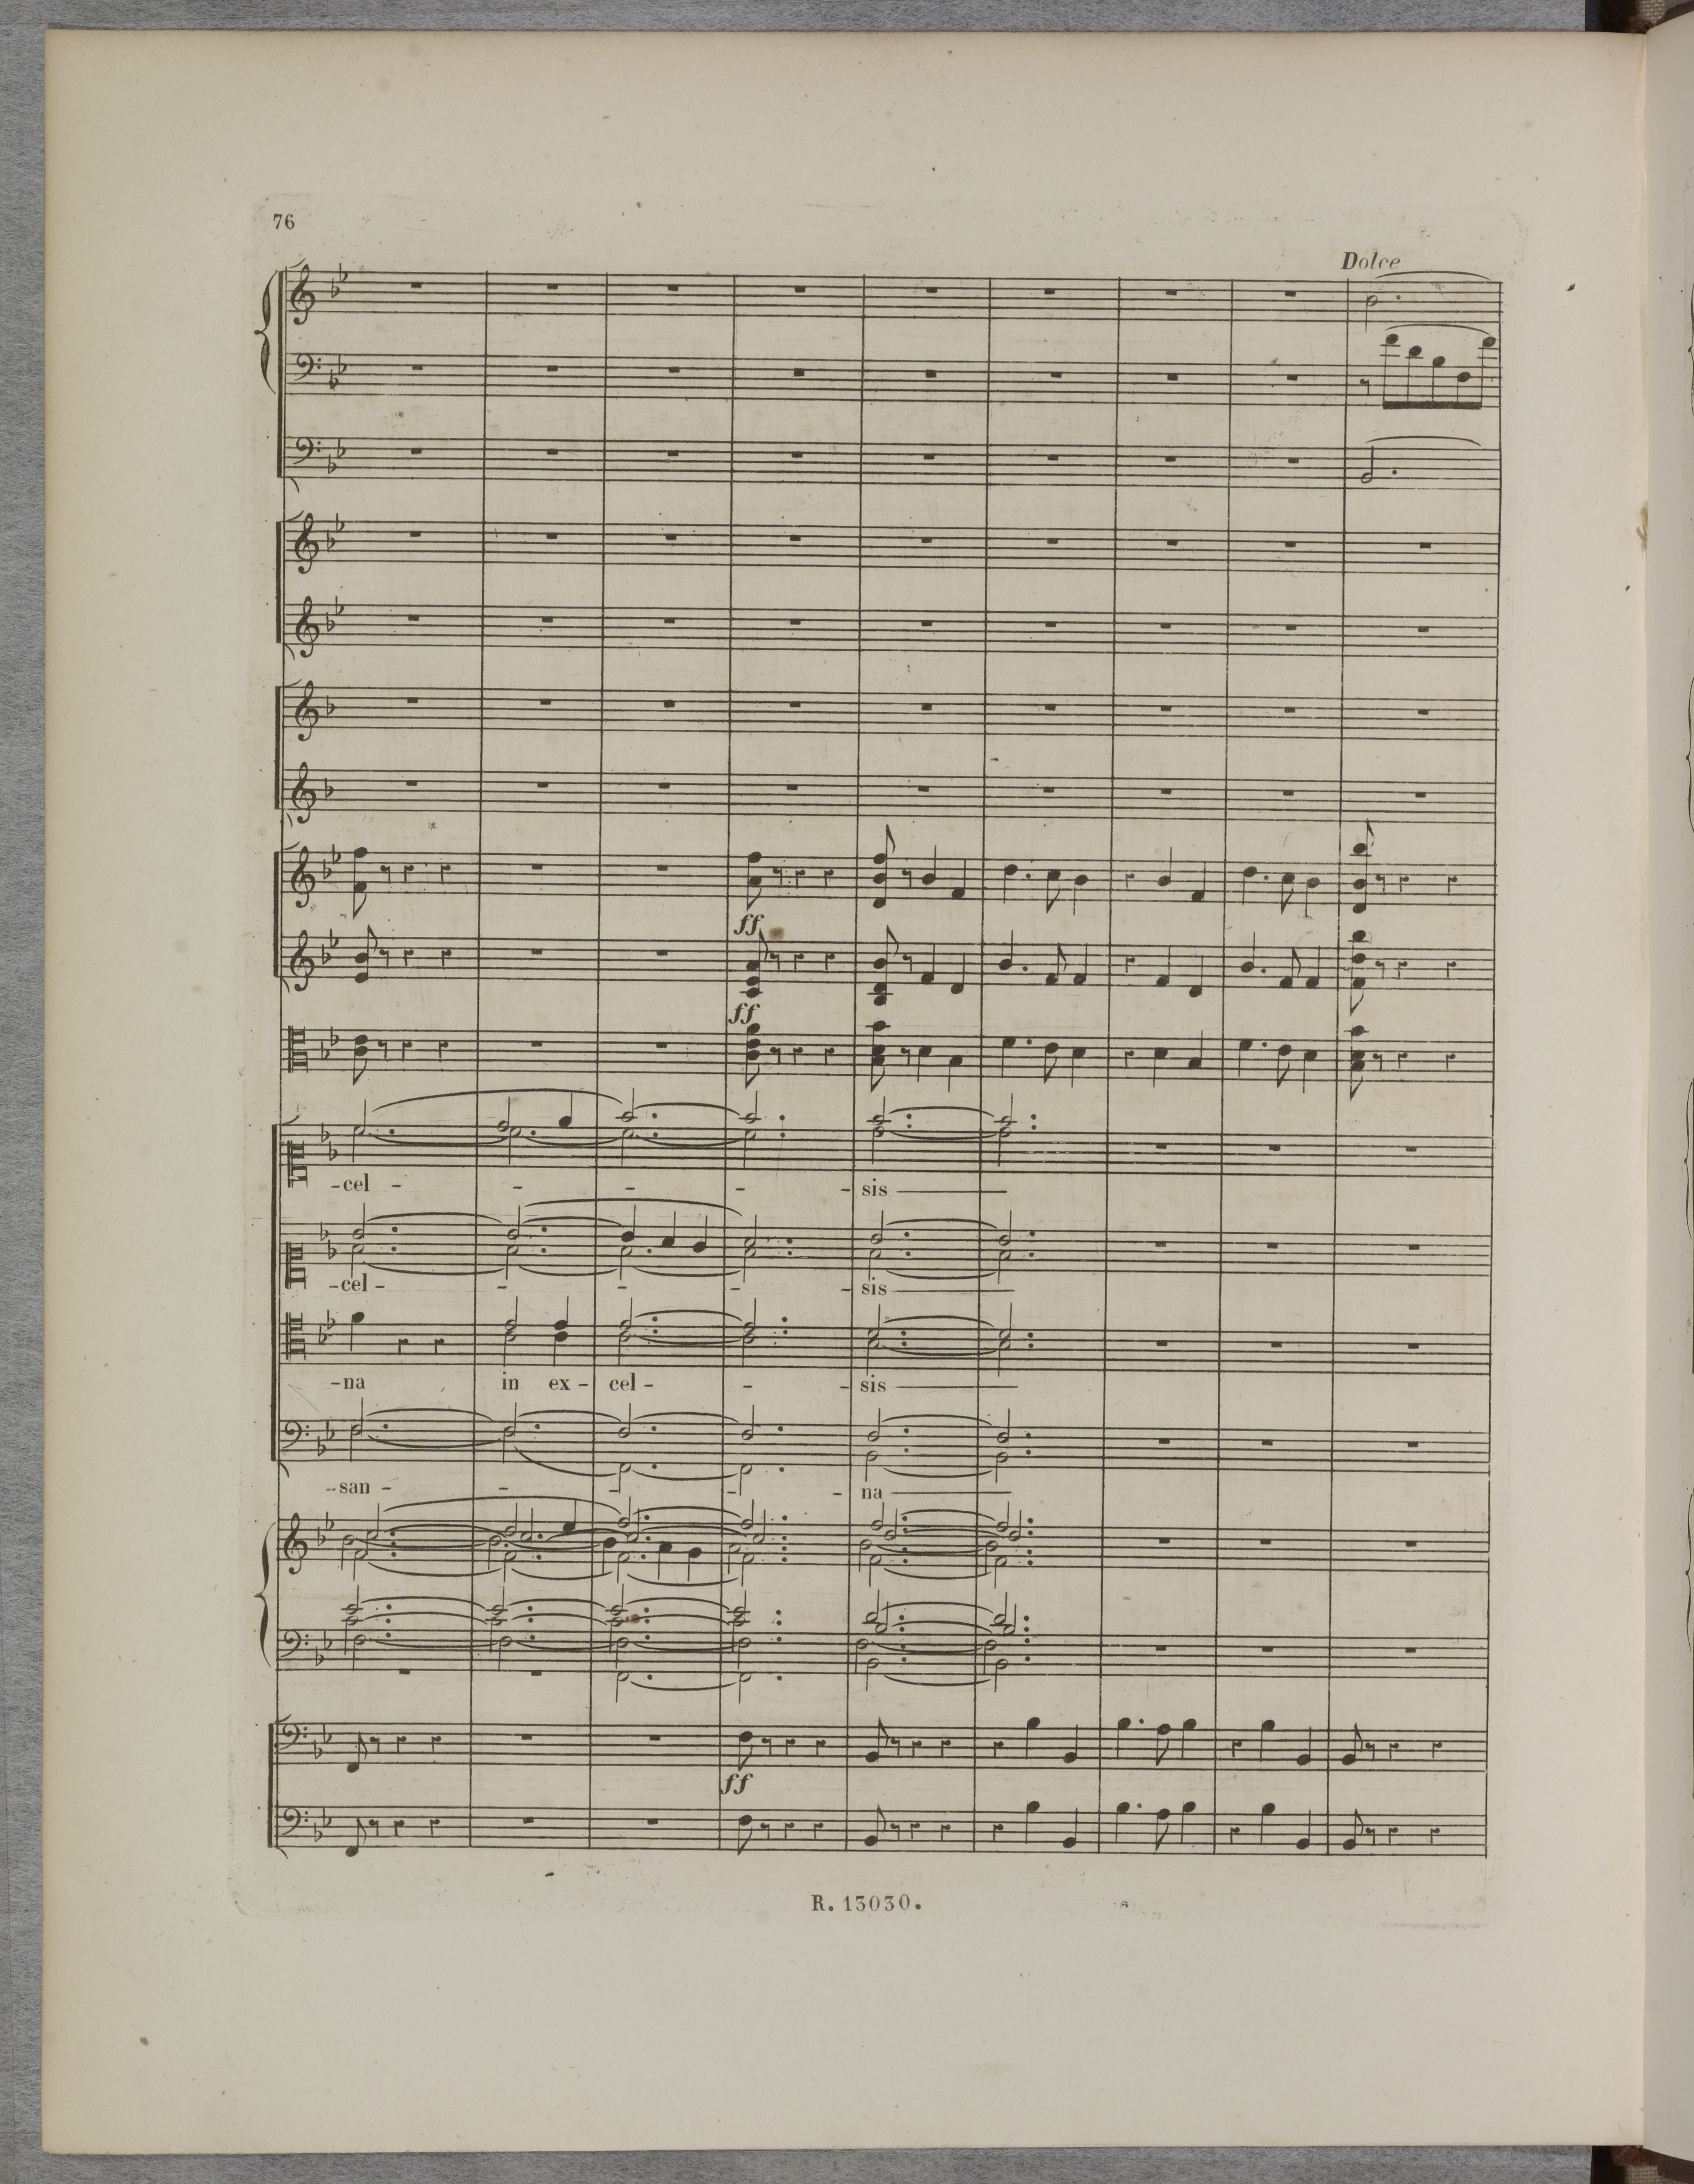 76
Dolce
ff
ff
-cel - - - - - sis
-cel - - - - - sis
-na in ex - cel - - - sis
-san - - - - - na
ff
R. 13030.